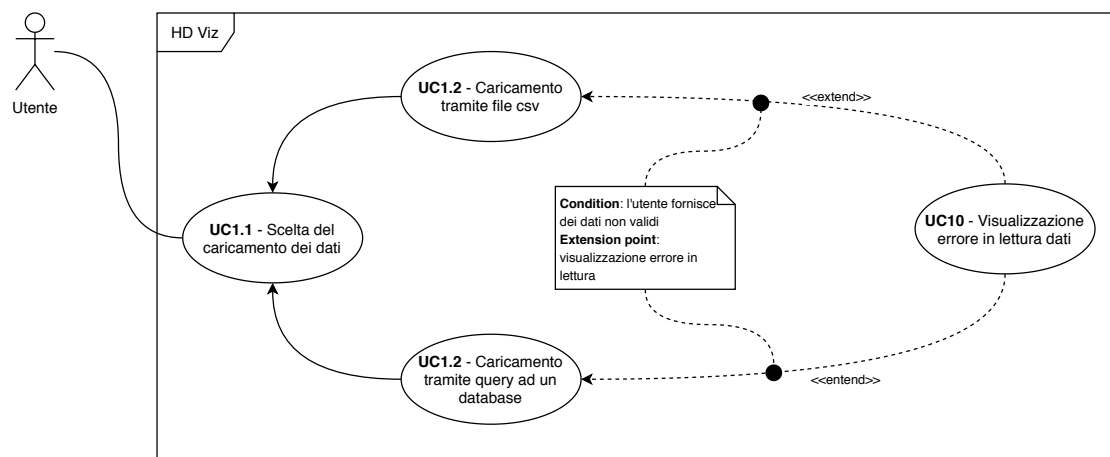 HD Viz
Utente
UC1.2 - Caricamento
tramite file csv
<<extend>>
Condition: l'utente fornisce
dei dati non validi
Extension point:
visualizzazione errore in
lettura
UC1.1 - Scelta del
caricamento dei dati
UC10 - Visualizzazione
errore in lettura dati
UC1.2 - Caricamento
tramite query ad un
database
<<entend>>